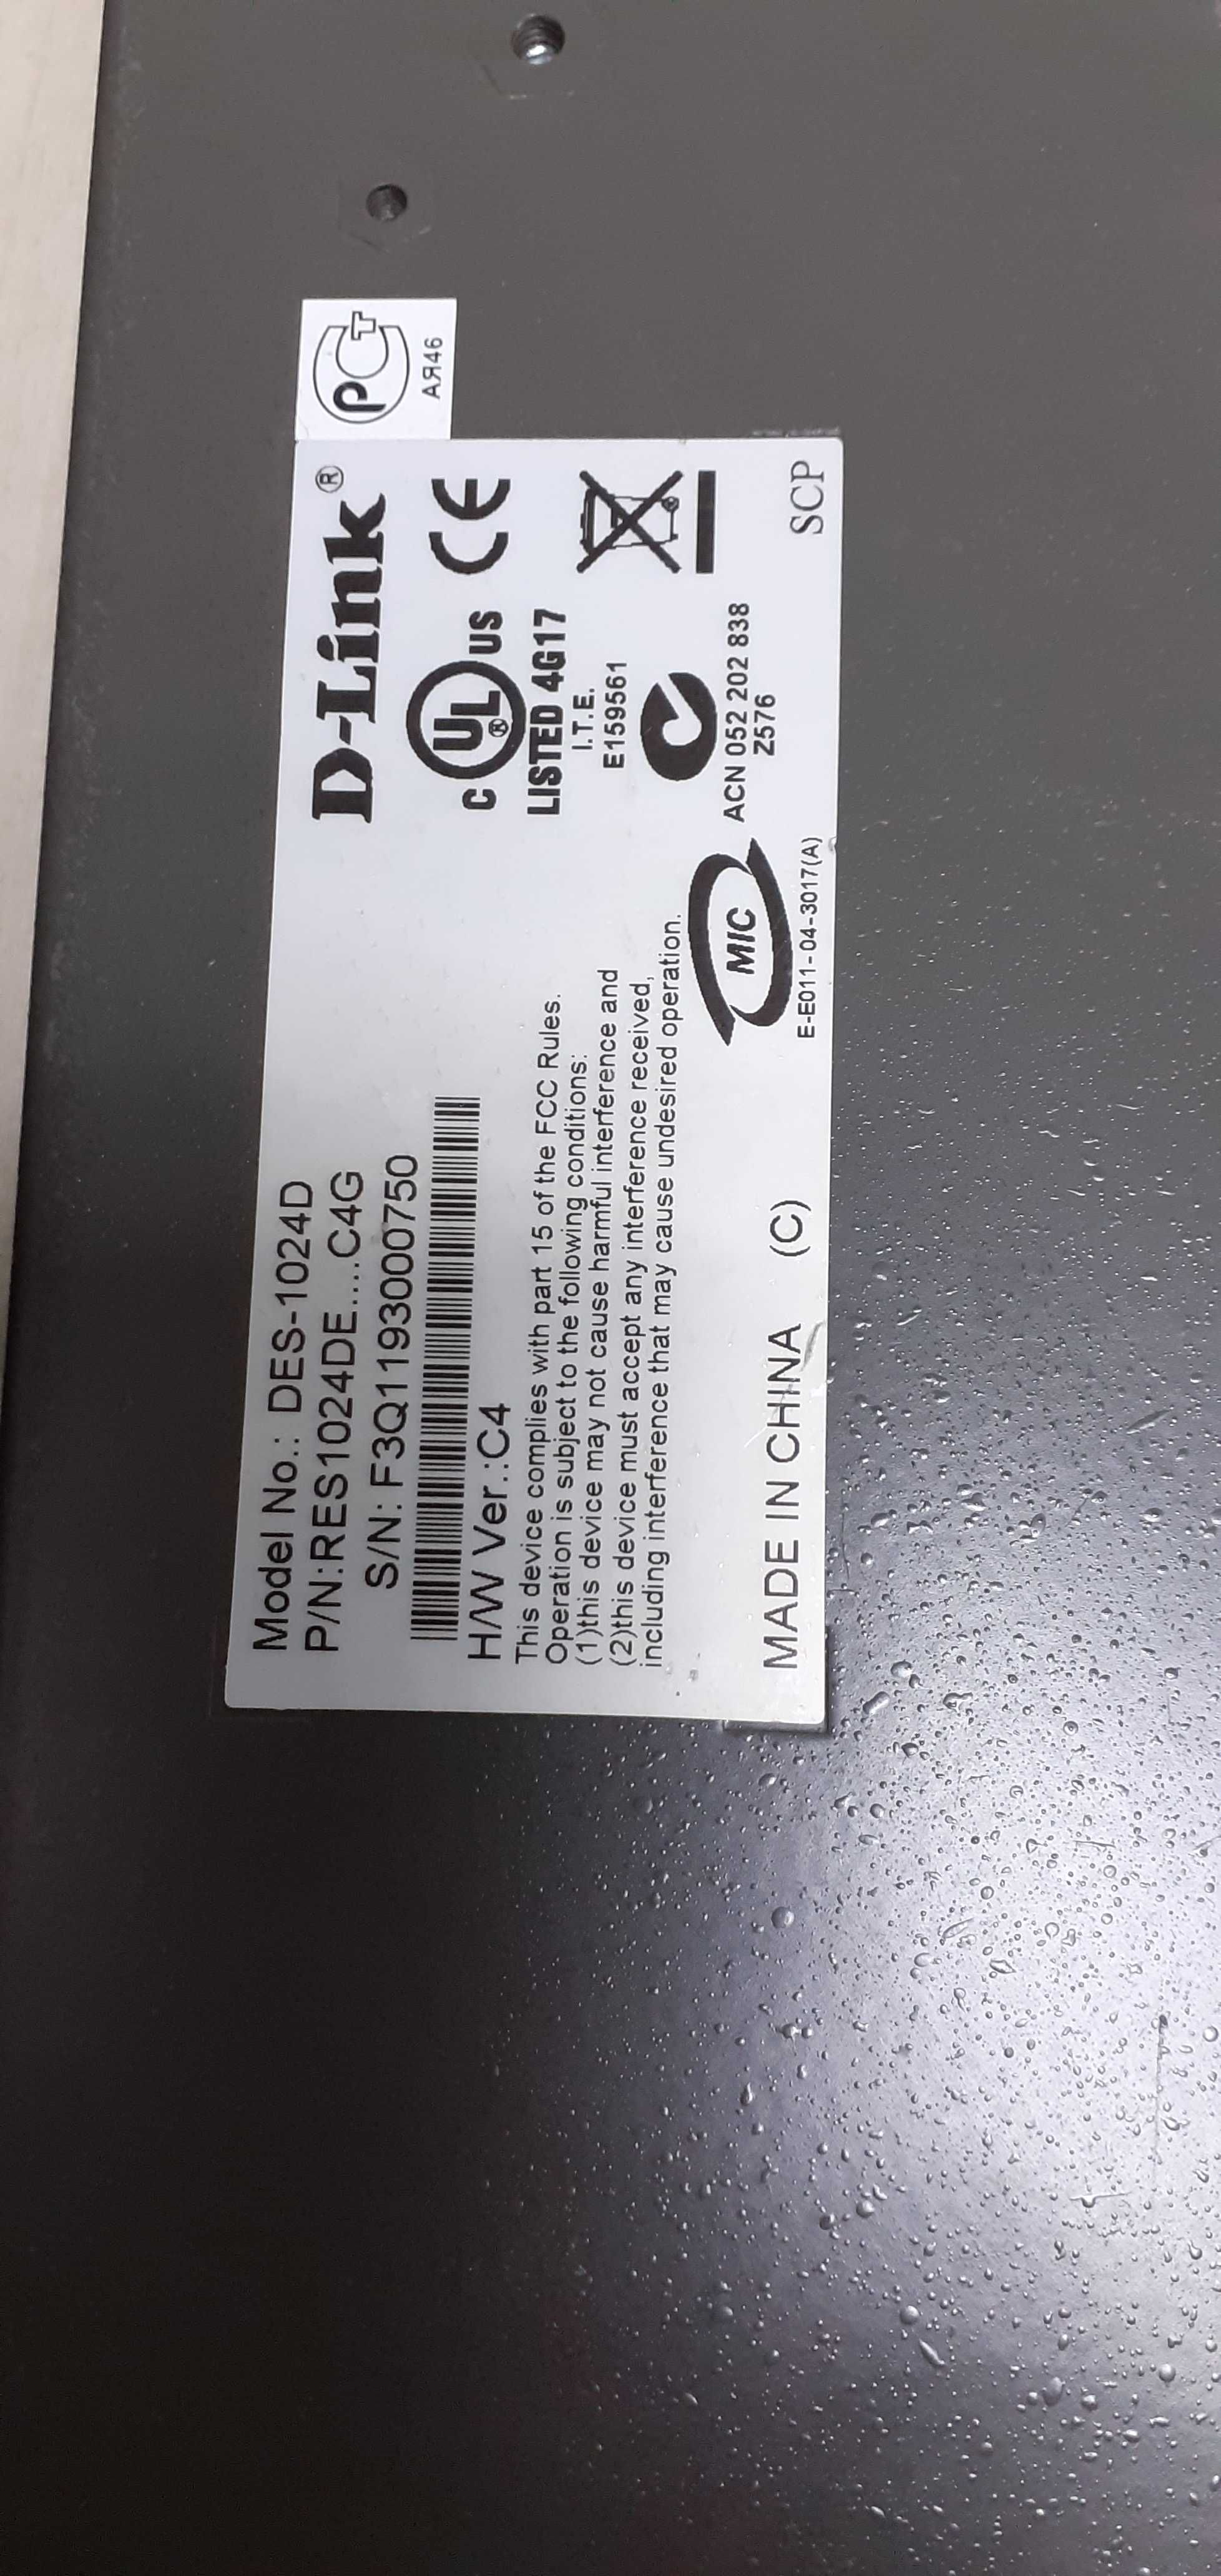 Model No.: DES-1024D
P/N:RES1024DE....C4G
S/N: F3Q1193000750
H/W Ver.:C4
This device complies with part 15 of the FCC Rules.
Operation is subject to the following conditions:
(1)this device may not cause harmful interference and
(2)this device must accept any interference received,
including interference that may cause undesired operation.
MADE IN CHINA (C)
D-Link®
C UL® US CE
LISTED 4G17
I.T.E.
E159561
ACN 052 202 838
Z576
MIC
E-E011-04-3017(A)
SCP
РСТ
АЯ46